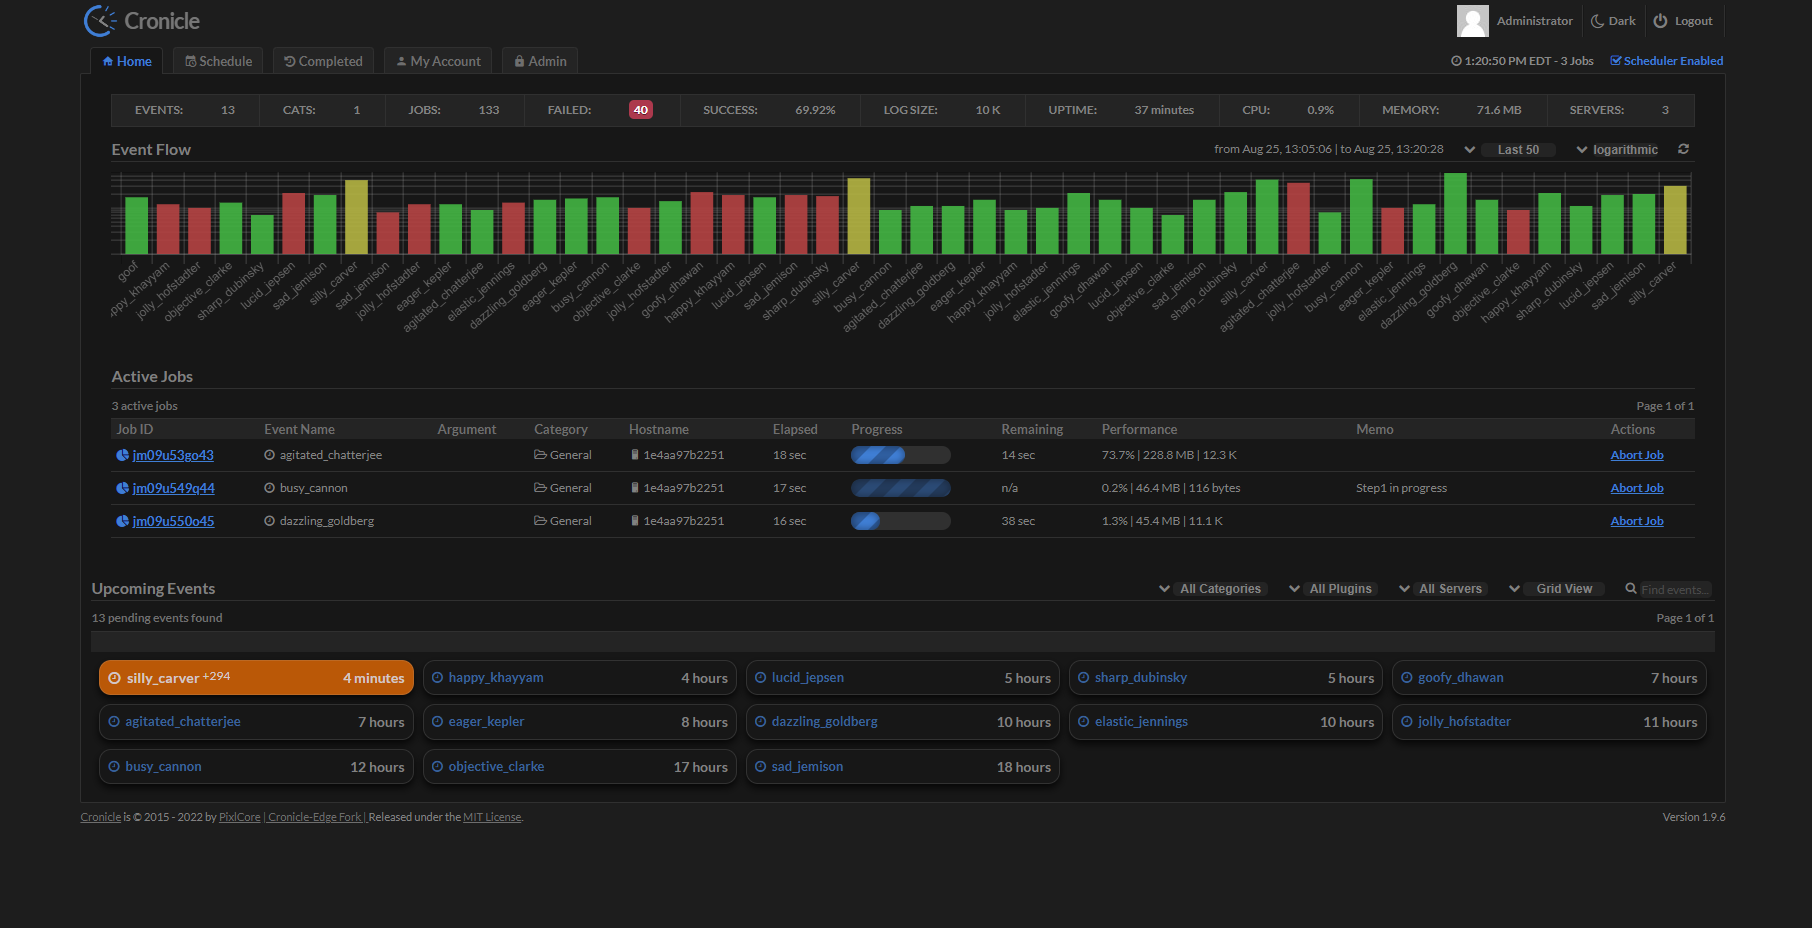 Cronicle
Administrator Dark Logout
Home Schedule Completed My Account Admin
1:20:50 PM EDT - 3 Jobs Scheduler Enabled
EVENTS: 13 CATS: 1 JOBS: 133 FAILED: 40 SUCCESS: 69.92% LOG SIZE: 10 K UPTIME: 37 minutes CPU: 0.9% MEMORY: 71.6 MB SERVERS: 3
Event Flow from Aug 25, 13:05:06 | to Aug 25, 13:20:28 Last 50 logarithmic
goof
ppy_khayyam
jolly_hofstadter
objective_clarke
sharp_dubinsky
lucid_jepsen
sad_jemison
silly_carver
sad_jemison
jolly_hofstadter
eager_kepler
agitated_chatterjee
elastic_jennings
dazzling_goldberg
eager_kepler
busy_cannon
objective_clarke
jolly_hofstadter
goofy_dhawan
happy_khayyam
lucid_jepsen
sad_jemison
sharp_dubinsky
silly_carver
busy_cannon
agitated_chatterjee
dazzling_goldberg
eager_kepler
happy_khayyam
jolly_hofstadter
elastic_jennings
goofy_dhawan
lucid_jepsen
objective_clarke
sad_jemison
sharp_dubinsky
silly_carver
agitated_chatterjee
jolly_hofstadter
busy_cannon
eager_kepler
elastic_jennings
dazzling_goldberg
goofy_dhawan
objective_clarke
happy_khayyam
sharp_dubinsky
lucid_jepsen
sad_jemison
silly_carver
Active Jobs
3 active jobs Page 1 of 1
Job ID Event Name Argument Category Hostname Elapsed Progress Remaining Performance Memo Actions
jm09u53go43 agitated_chatterjee General 1e4aa97b2251 18 sec 14 sec 73.7% | 228.8 MB | 12.3 K Abort Job
jm09u549q44 busy_cannon General 1e4aa97b2251 17 sec n/a 0.2% | 46.4 MB | 116 bytes Step1 in progress Abort Job
jm09u550o45 dazzling_goldberg General 1e4aa97b2251 16 sec 38 sec 1.3% | 45.4 MB | 11.1 K Abort Job
Upcoming Events All Categories All Plugins All Servers Grid View Find events...
13 pending events found Page 1 of 1
silly_carver +294 4 minutes happy_khayyam 4 hours lucid_jepsen 5 hours sharp_dubinsky 5 hours goofy_dhawan 7 hours
agitated_chatterjee 7 hours eager_kepler 8 hours dazzling_goldberg 10 hours elastic_jennings 10 hours jolly_hofstadter 11 hours
busy_cannon 12 hours objective_clarke 17 hours sad_jemison 18 hours
Cronicle is © 2015 - 2022 by PixlCore | Cronicle-Edge Fork | Released under the MIT License. Version 1.9.6